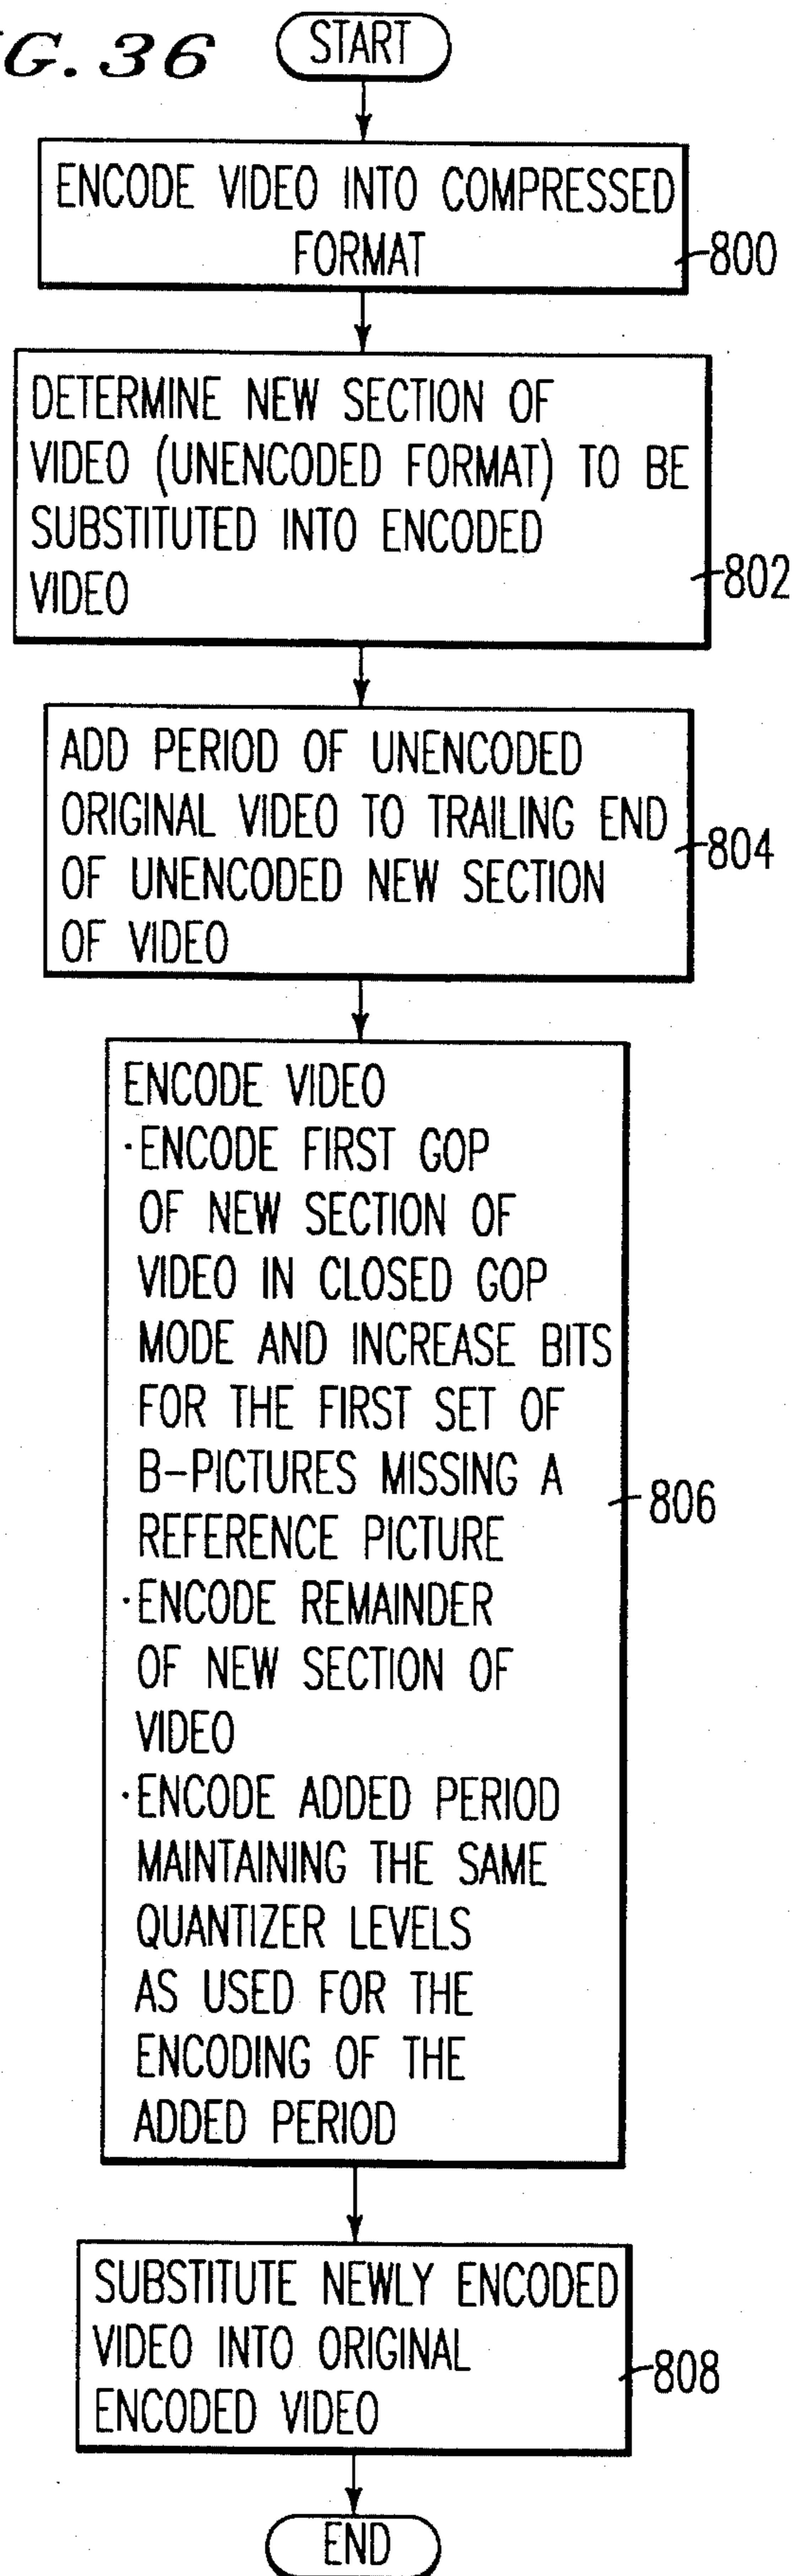 G. 36
START
ENCODE VIDEO INTO COMPRESSED
FORMAT
800
DETERMINE NEW SECTION OF
VIDEO (UNENCODED FORMAT) TO BE
SUBSTITUTED INTO ENCODED
VIDEO
802
ADD PERIOD OF UNENCODED
ORIGINAL VIDEO TO TRAILING END
OF UNENCODED NEW SECTION
OF VIDEO
804
ENCODE VIDEO
·ENCODE FIRST GOP
OF NEW SECTION OF
VIDEO IN CLOSED GOP
MODE AND INCREASE BITS
FOR THE FIRST SET OF
B-PICTURES MISSING A
REFERENCE PICTURE
·ENCODE REMAINDER
OF NEW SECTION OF
VIDEO
·ENCODE ADDED PERIOD
MAINTAINING THE SAME
QUANTIZER LEVELS
AS USED FOR THE
ENCODING OF THE
ADDED PERIOD
806
SUBSTITUTE NEWLY ENCODED
VIDEO INTO ORIGINAL
ENCODED VIDEO
808
END